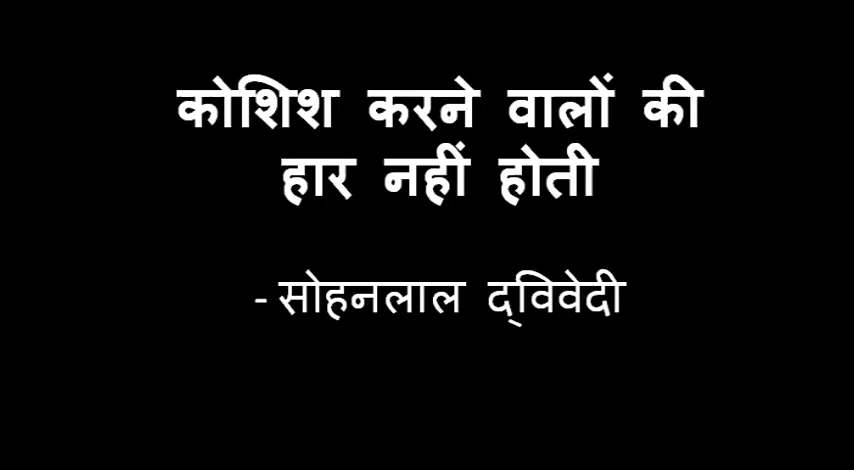 कोशिश करने वालों की
हार नहीं होती
- सोहनलाल द्विवेदी